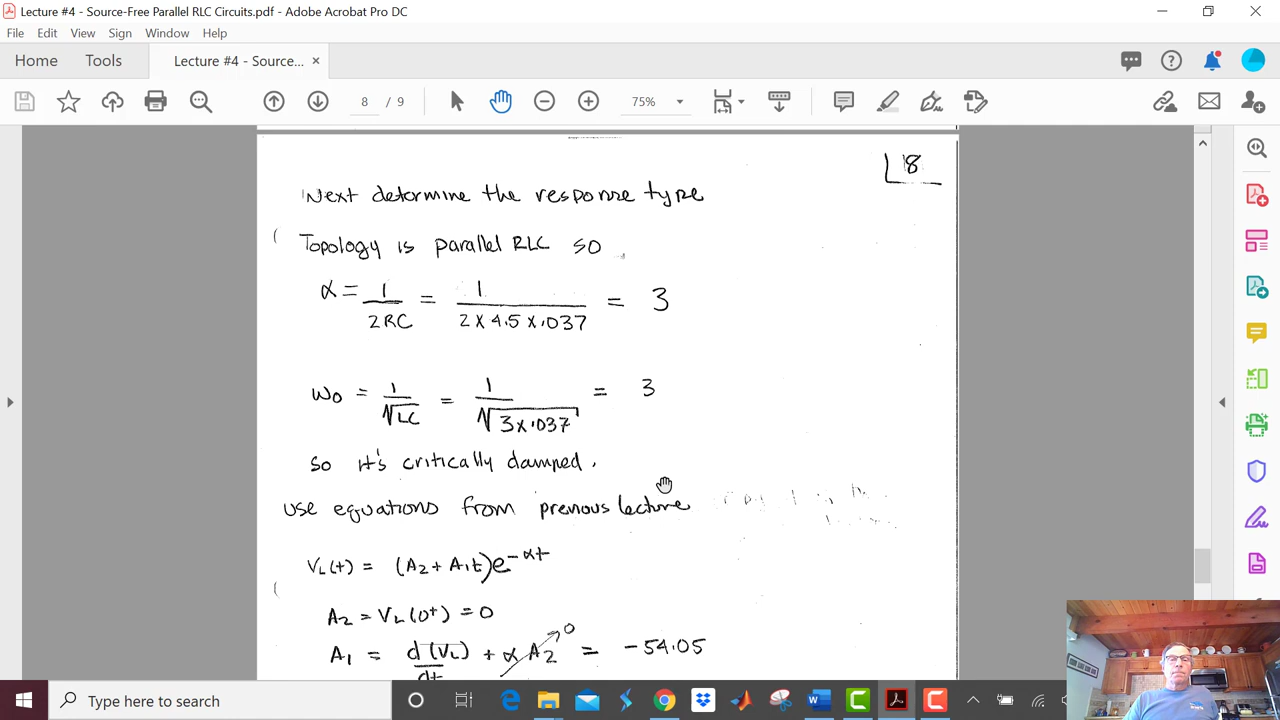 Lecture #4 - Source-Free Parallel RLC Circuits.pdf - Adobe Acrobat Pro DC
File Edit View Sign Window Help
Home Tools Lecture #4 - Source... ×
8 / 9 75%
18
Next determine the response type
Topology is parallel RLC so
α = 1/2RC = 1/2 x 4.5 x .037 = 3
ω0 = 1/√LC = 1/√3 x .037 = 3
so it's critically damped.
use equations from previous lecture
VL(t) = (A2 + A1t)e^-αt
A2 = VL(0+) = 0
A1 = d(VL)/dt + αA2 → 0 = -54.05
Type here to search